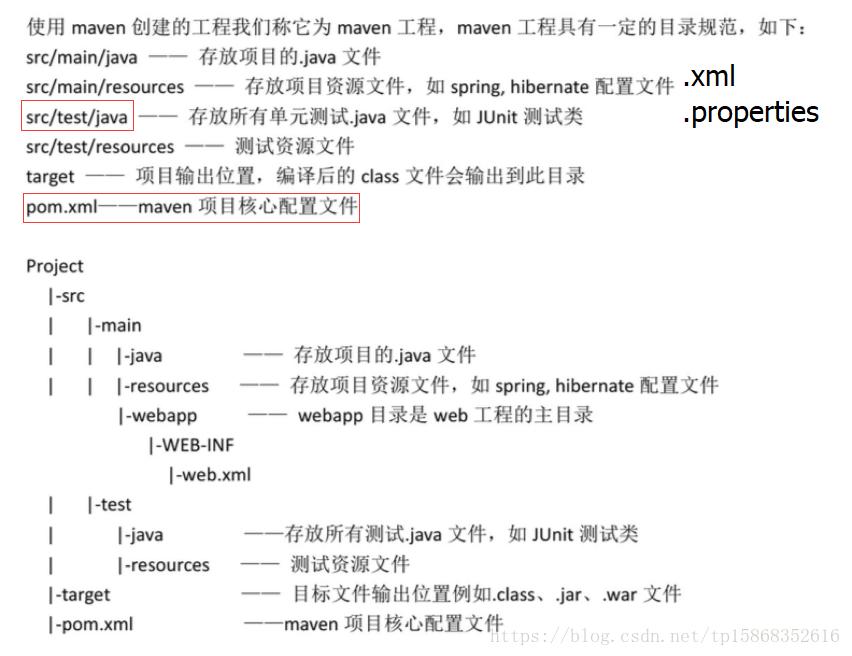 使用 maven 创建的工程我们称它为 maven 工程，maven 工程具有一定的目录规范，如下：
src/main/java —— 存放项目的.java 文件
src/main/resources —— 存放项目资源文件，如 spring, hibernate 配置文件
.xml
.properties
src/test/java —— 存放所有单元测试.java 文件，如 JUnit 测试类
src/test/resources —— 测试资源文件
target —— 项目输出位置，编译后的 class 文件会输出到此目录
pom.xml——maven 项目核心配置文件
Project
|-src
| |-main
| | |-java —— 存放项目的.java 文件
| | |-resources —— 存放项目资源文件，如 spring, hibernate 配置文件
|-webapp —— webapp 目录是 web 工程的主目录
|-WEB-INF
|-web.xml
| |-test
| |-java ——存放所有测试.java 文件，如 JUnit 测试类
| |-resources —— 测试资源文件
|-target —— 目标文件输出位置例如.class、.jar、.war 文件
|-pom.xml ——maven 项目核心配置文件
https://blog.csdn.net/tp15868352616